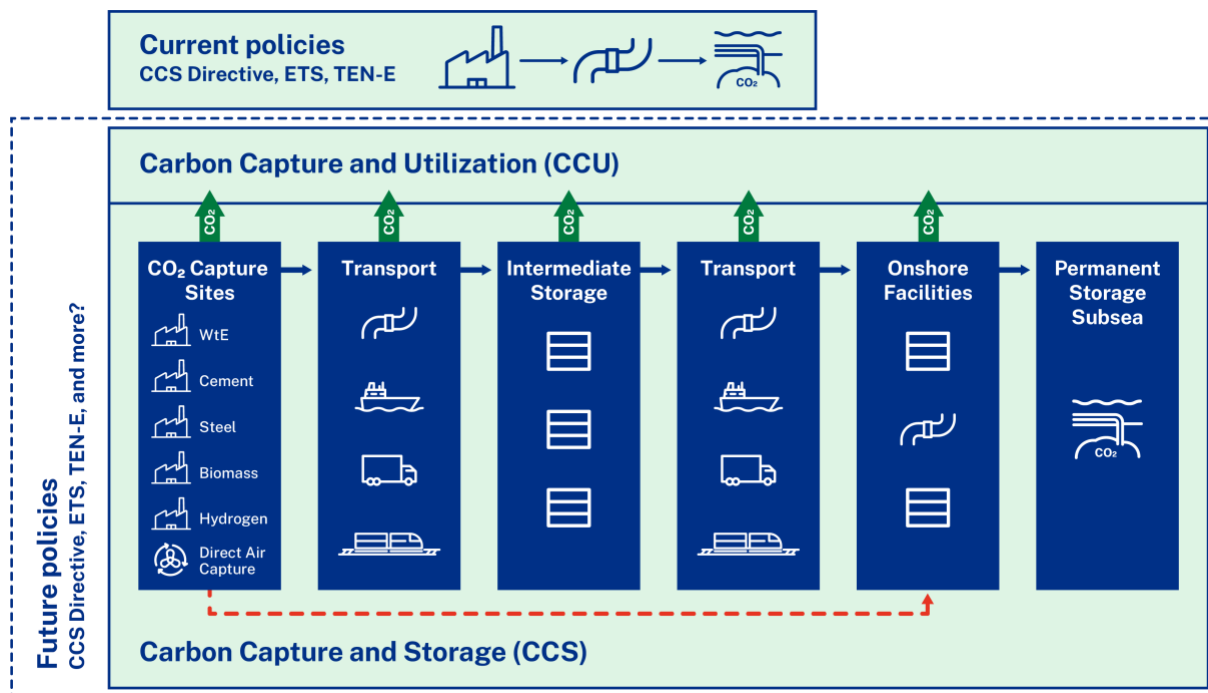 Current policies
CCS Directive, ETS, TEN-E
CO₂
Future policies
CCS Directive, ETS, TEN-E, and more?
Carbon Capture and Utilization (CCU)
CO₂
CO₂
CO₂
CO₂
CO₂
CO₂ Capture
Sites
WtE
Cement
Steel
Biomass
Hydrogen
Direct Air
Capture
Transport
Intermediate
Storage
Transport
Onshore
Facilities
Permanent
Storage
Subsea
CO₂
Carbon Capture and Storage (CCS)